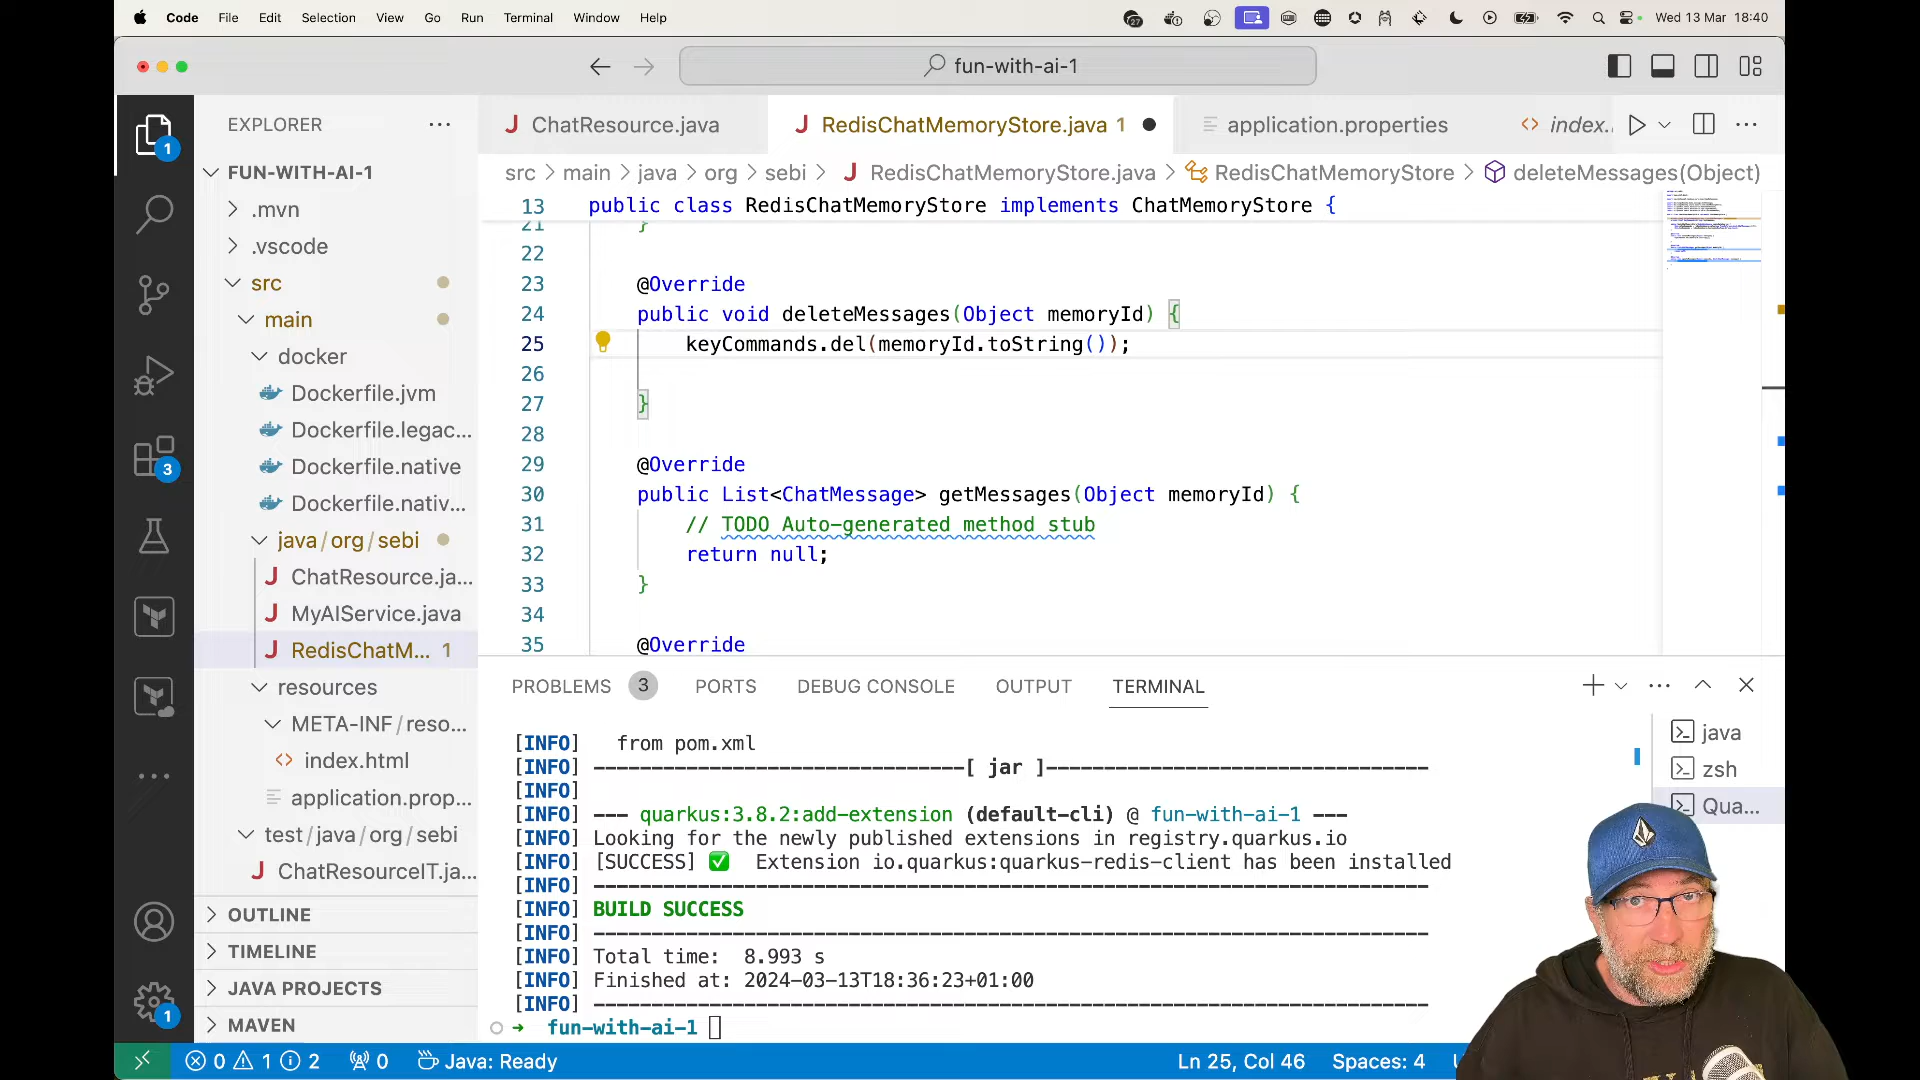 Code File Edit Selection View Go Run Terminal Window Help
27
Wed 13 Mar 18:40
fun-with-ai-1
EXPLORER
ChatResource.java
RedisChatMemoryStore.java 1
application.properties
index.
src > main > java > org > sebi > RedisChatMemoryStore.java > RedisChatMemoryStore > deleteMessages(Object)
FUN-WITH-AI-1
.mvn
.vscode
src
main
docker
Dockerfile.jvm
Dockerfile.legac...
Dockerfile.native
Dockerfile.nativ...
java/org/sebi
ChatResource.ja...
MyAIService.java
RedisChatM... 1
resources
META-INF/reso...
index.html
application.prop...
test/java/org/sebi
ChatResourceIT.ja...
OUTLINE
TIMELINE
JAVA PROJECTS
MAVEN
1
3
1
13 public class RedisChatMemoryStore implements ChatMemoryStore {
21 }
22
23 @Override
24 public void deleteMessages(Object memoryId) {
25 keyCommands.del(memoryId.toString());
26
27 }
28
29 @Override
30 public List<ChatMessage> getMessages(Object memoryId) {
31 // TODO Auto-generated method stub
32 return null;
33 }
34
35 @Override
PROBLEMS 3 PORTS DEBUG CONSOLE OUTPUT TERMINAL
[INFO] from pom.xml
[INFO] --------------------------------[ jar ]---------------------------------
[INFO]
[INFO] --- quarkus:3.8.2:add-extension (default-cli) @ fun-with-ai-1 ---
[INFO] Looking for the newly published extensions in registry.quarkus.io
[INFO] [SUCCESS] ✅ Extension io.quarkus:quarkus-redis-client has been installed
[INFO] ------------------------------------------------------------------------
[INFO] BUILD SUCCESS
[INFO] ------------------------------------------------------------------------
[INFO] Total time: 8.993 s
[INFO] Finished at: 2024-03-13T18:36:23+01:00
[INFO] ------------------------------------------------------------------------
➜ fun-with-ai-1
java
zsh
Qua...
0 1 2 0 Java: Ready
Ln 25, Col 46 Spaces: 4